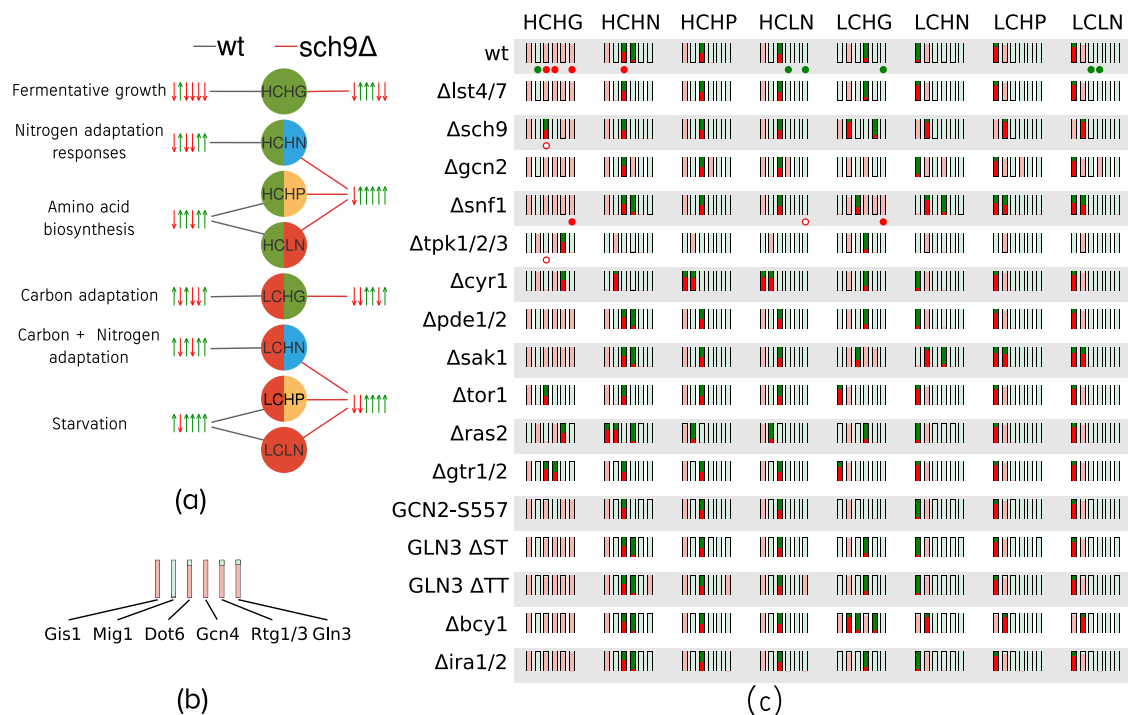 wt
sch9Δ
Fermentative growth
HCHG
Nitrogen adaptation
responses
HCHN
Amino acid
biosynthesis
HCHP
HCLN
Carbon adaptation
LCHG
Carbon + Nitrogen
adaptation
LCHN
Starvation
LCHP
LCLN
(a)
Gis1 Mig1 Dot6 Gcn4 Rtg1/3 Gln3
(b)
HCHG HCHN HCHP HCLN LCHG LCHN LCHP LCLN
wt
Δlst4/7
Δsch9
Δgcn2
Δsnf1
Δtpk1/2/3
Δcyr1
Δpde1/2
Δsak1
Δtor1
Δras2
Δgtr1/2
GCN2-S557
GLN3 ΔST
GLN3 ΔTT
Δbcy1
Δira1/2
(c)